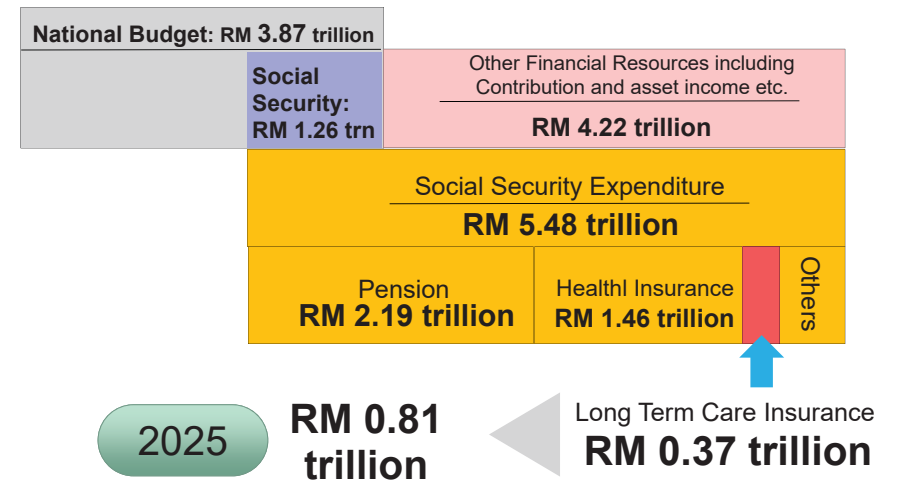 National Budget: RM 3.87 trillion
Social
Security:
RM 1.26 trn
Other Financial Resources including
Contribution and asset income etc.
RM 4.22 trillion
Social Security Expenditure
RM 5.48 trillion
Pension
RM 2.19 trillion
Healthl Insurance
RM 1.46 trillion
Others
2025
RM 0.81
trillion
Long Term Care Insurance
RM 0.37 trillion